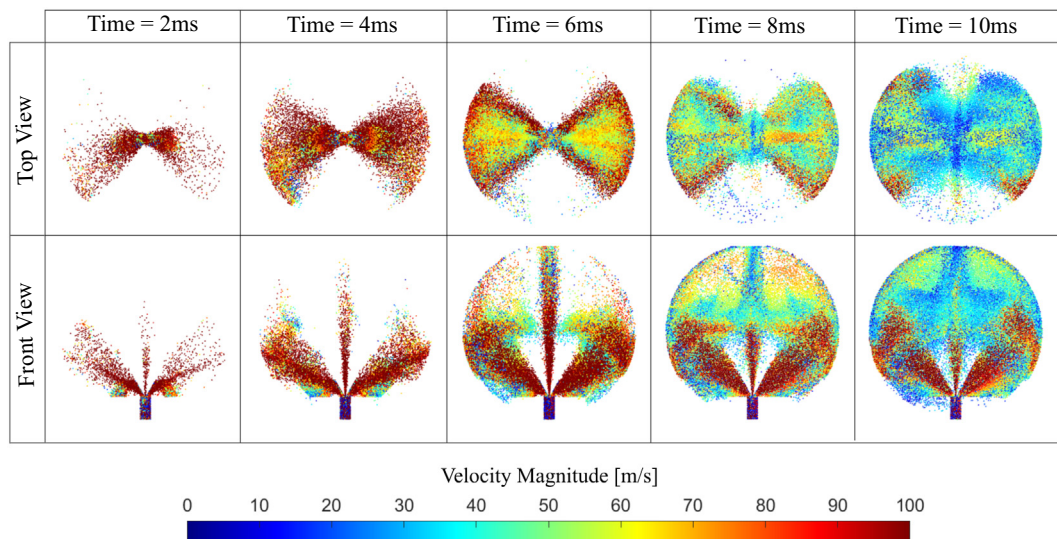 Time = 2ms
Time = 4ms
Time = 6ms
Time = 8ms
Time = 10ms
Top View
Front View
Velocity Magnitude [m/s]
0 10 20 30 40 50 60 70 80 90 100